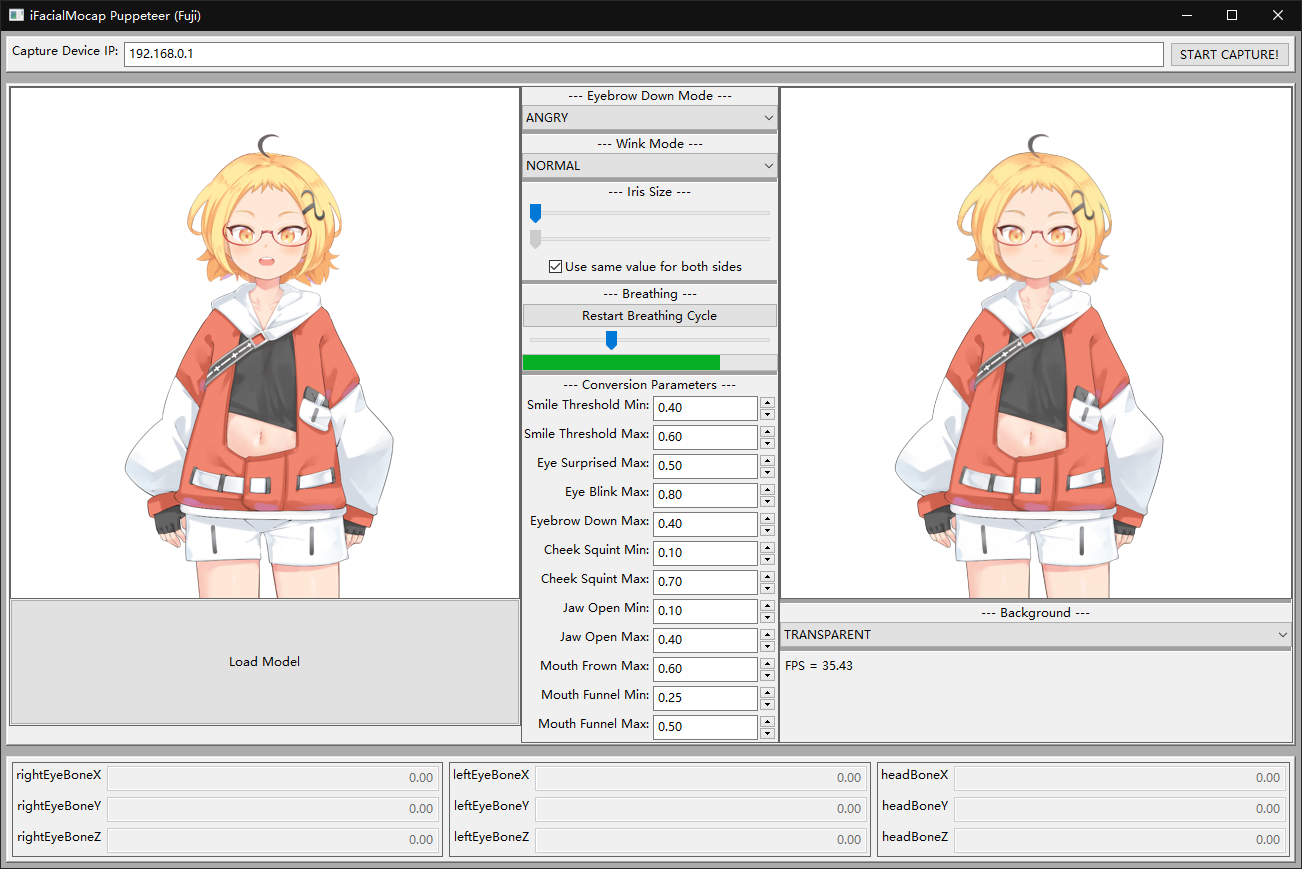 iFacialMocap Puppeteer (Fuji)
Capture Device IP: 192.168.0.1 START CAPTURE!
--- Eyebrow Down Mode ---
ANGRY
--- Wink Mode ---
NORMAL
--- Iris Size ---
Use same value for both sides
--- Breathing ---
Restart Breathing Cycle
--- Conversion Parameters ---
Smile Threshold Min: 0.40
Smile Threshold Max: 0.60
Eye Surprised Max: 0.50
Eye Blink Max: 0.80
Eyebrow Down Max: 0.40
Cheek Squint Min: 0.10
Cheek Squint Max: 0.70
Jaw Open Min: 0.10
Jaw Open Max: 0.40
Mouth Frown Max: 0.60
Mouth Funnel Min: 0.25
Mouth Funnel Max: 0.50
Load Model
--- Background ---
TRANSPARENT
FPS = 35.43
rightEyeBoneX 0.00
rightEyeBoneY 0.00
rightEyeBoneZ 0.00
leftEyeBoneX 0.00
leftEyeBoneY 0.00
leftEyeBoneZ 0.00
headBoneX 0.00
headBoneY 0.00
headBoneZ 0.00